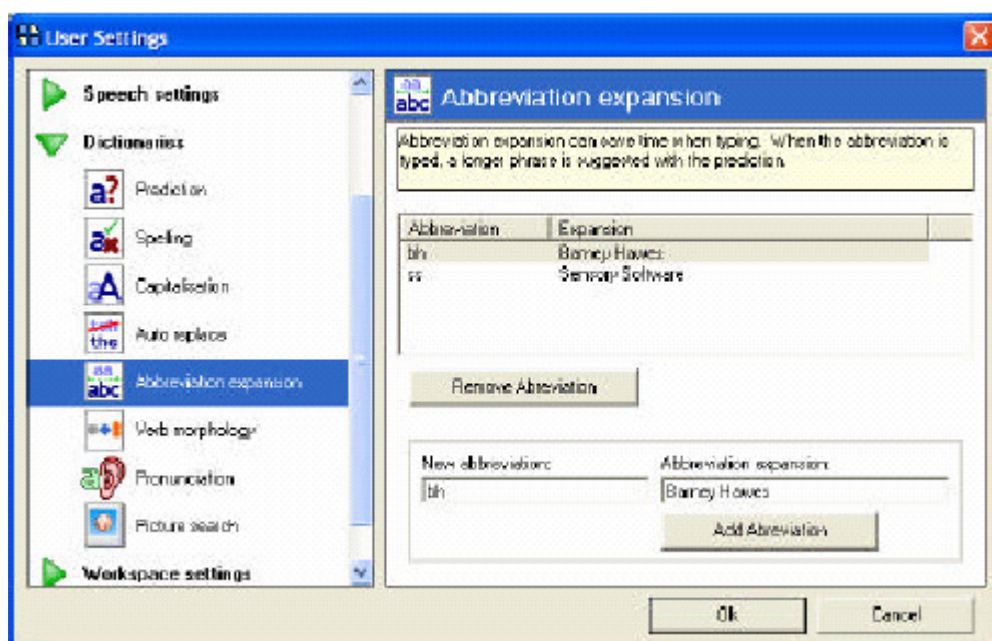 User Settings
Speech settings
Dictionaries
Prediction
Spelling
Capitalisation
Auto replace
Abbreviation expansion
Verb morphology
Pronunciation
Picture search
Workspace settings
Abbreviation expansion
Abbreviation expansion can save time when typing. When the abbreviation is
typed, a longer phrase is suggested with the prediction.
Abbreviation Expansion
bh Barney Hawes
ss Sensory Software
Remove Abreviation
New abbreviation: Abbreviation expansion:
bh Barney Hawes
Add Abreviation
Ok Cancel